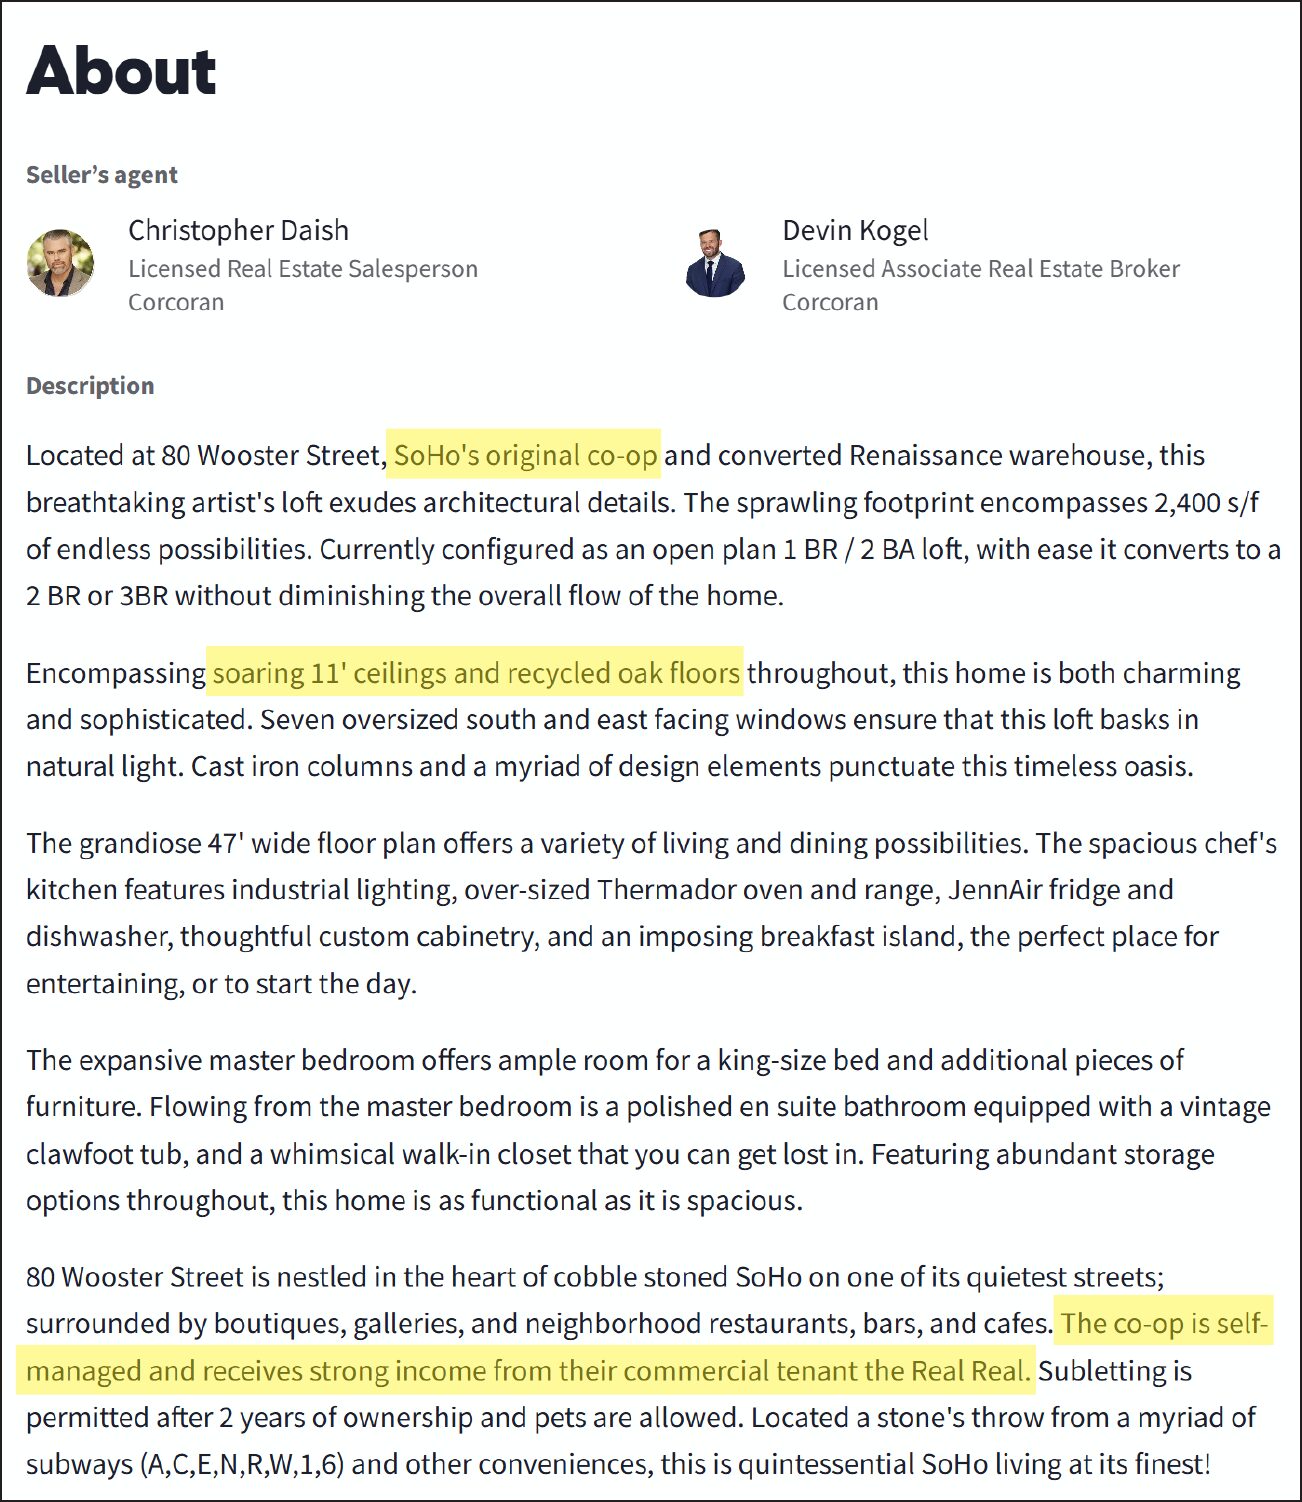 About
Seller’s agent
Christopher Daish
Licensed Real Estate Salesperson
Corcoran
Devin Kogel
Licensed Associate Real Estate Broker
Corcoran
Description
Located at 80 Wooster Street, SoHo's original co-op and converted Renaissance warehouse, this
breathtaking artist's loft exudes architectural details. The sprawling footprint encompasses 2,400 s/f
of endless possibilities. Currently configured as an open plan 1 BR / 2 BA loft, with ease it converts to a
2 BR or 3BR without diminishing the overall flow of the home.
Encompassing soaring 11' ceilings and recycled oak floors throughout, this home is both charming
and sophisticated. Seven oversized south and east facing windows ensure that this loft basks in
natural light. Cast iron columns and a myriad of design elements punctuate this timeless oasis.
The grandiose 47' wide floor plan offers a variety of living and dining possibilities. The spacious chef's
kitchen features industrial lighting, over-sized Thermador oven and range, JennAir fridge and
dishwasher, thoughtful custom cabinetry, and an imposing breakfast island, the perfect place for
entertaining, or to start the day.
The expansive master bedroom offers ample room for a king-size bed and additional pieces of
furniture. Flowing from the master bedroom is a polished en suite bathroom equipped with a vintage
clawfoot tub, and a whimsical walk-in closet that you can get lost in. Featuring abundant storage
options throughout, this home is as functional as it is spacious.
80 Wooster Street is nestled in the heart of cobble stoned SoHo on one of its quietest streets;
surrounded by boutiques, galleries, and neighborhood restaurants, bars, and cafes. The co-op is self-
managed and receives strong income from their commercial tenant the Real Real. Subletting is
permitted after 2 years of ownership and pets are allowed. Located a stone's throw from a myriad of
subways (A,C,E,N,R,W,1,6) and other conveniences, this is quintessential SoHo living at its finest!